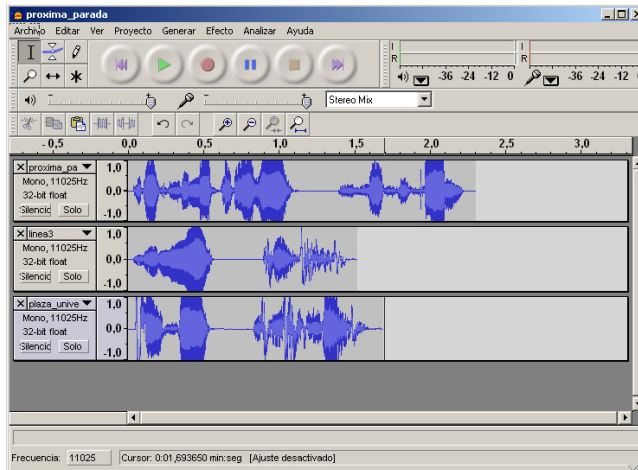 proxima_parada
Archivo Editar Ver Proyecto Generar Efecto Analizar Ayuda
L
R
-36 -24 -12 0
L
R
-36 -24 -12
Stereo Mix
-0,5 0,0 0,5 1,0 1,5 2,0 2,5 3,0
proxima_pa
Mono, 11025Hz
32-bit float
Silencio Solo
1,0
0,0
-1,0
linea3
Mono, 11025Hz
32-bit float
Silencio Solo
1,0
0,0
-1,0
plaza_unive
Mono, 11025Hz
32-bit float
Silencio Solo
1,0
0,0
-1,0
Frecuencia: 11025 Cursor: 0:01,693650 min:seg [Ajuste desactivado]